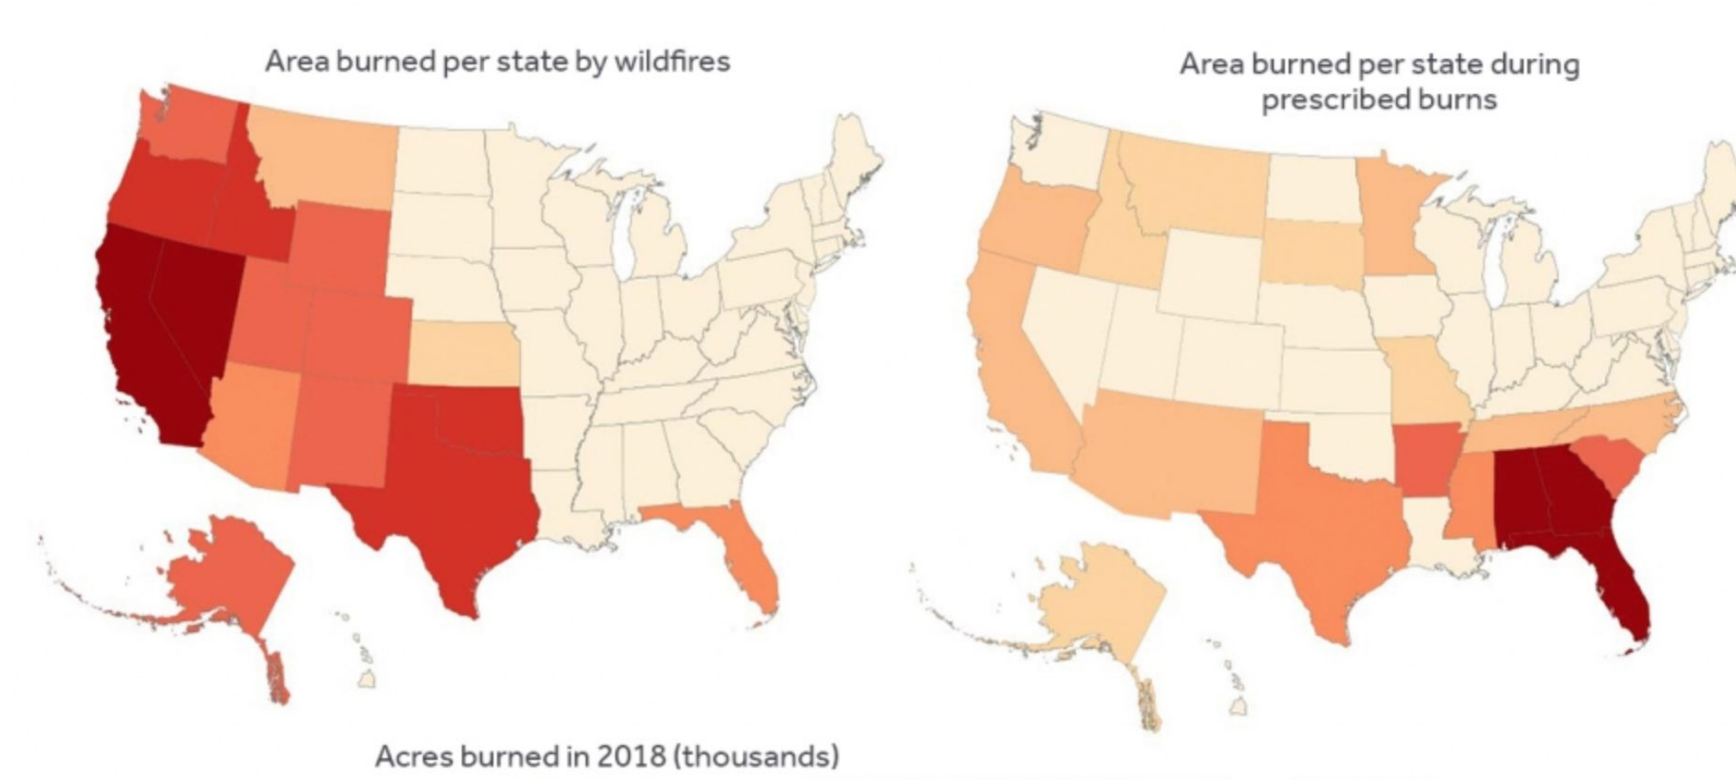 Area burned per state by wildfires
Area burned per state during
prescribed burns
Acres burned in 2018 (thousands)